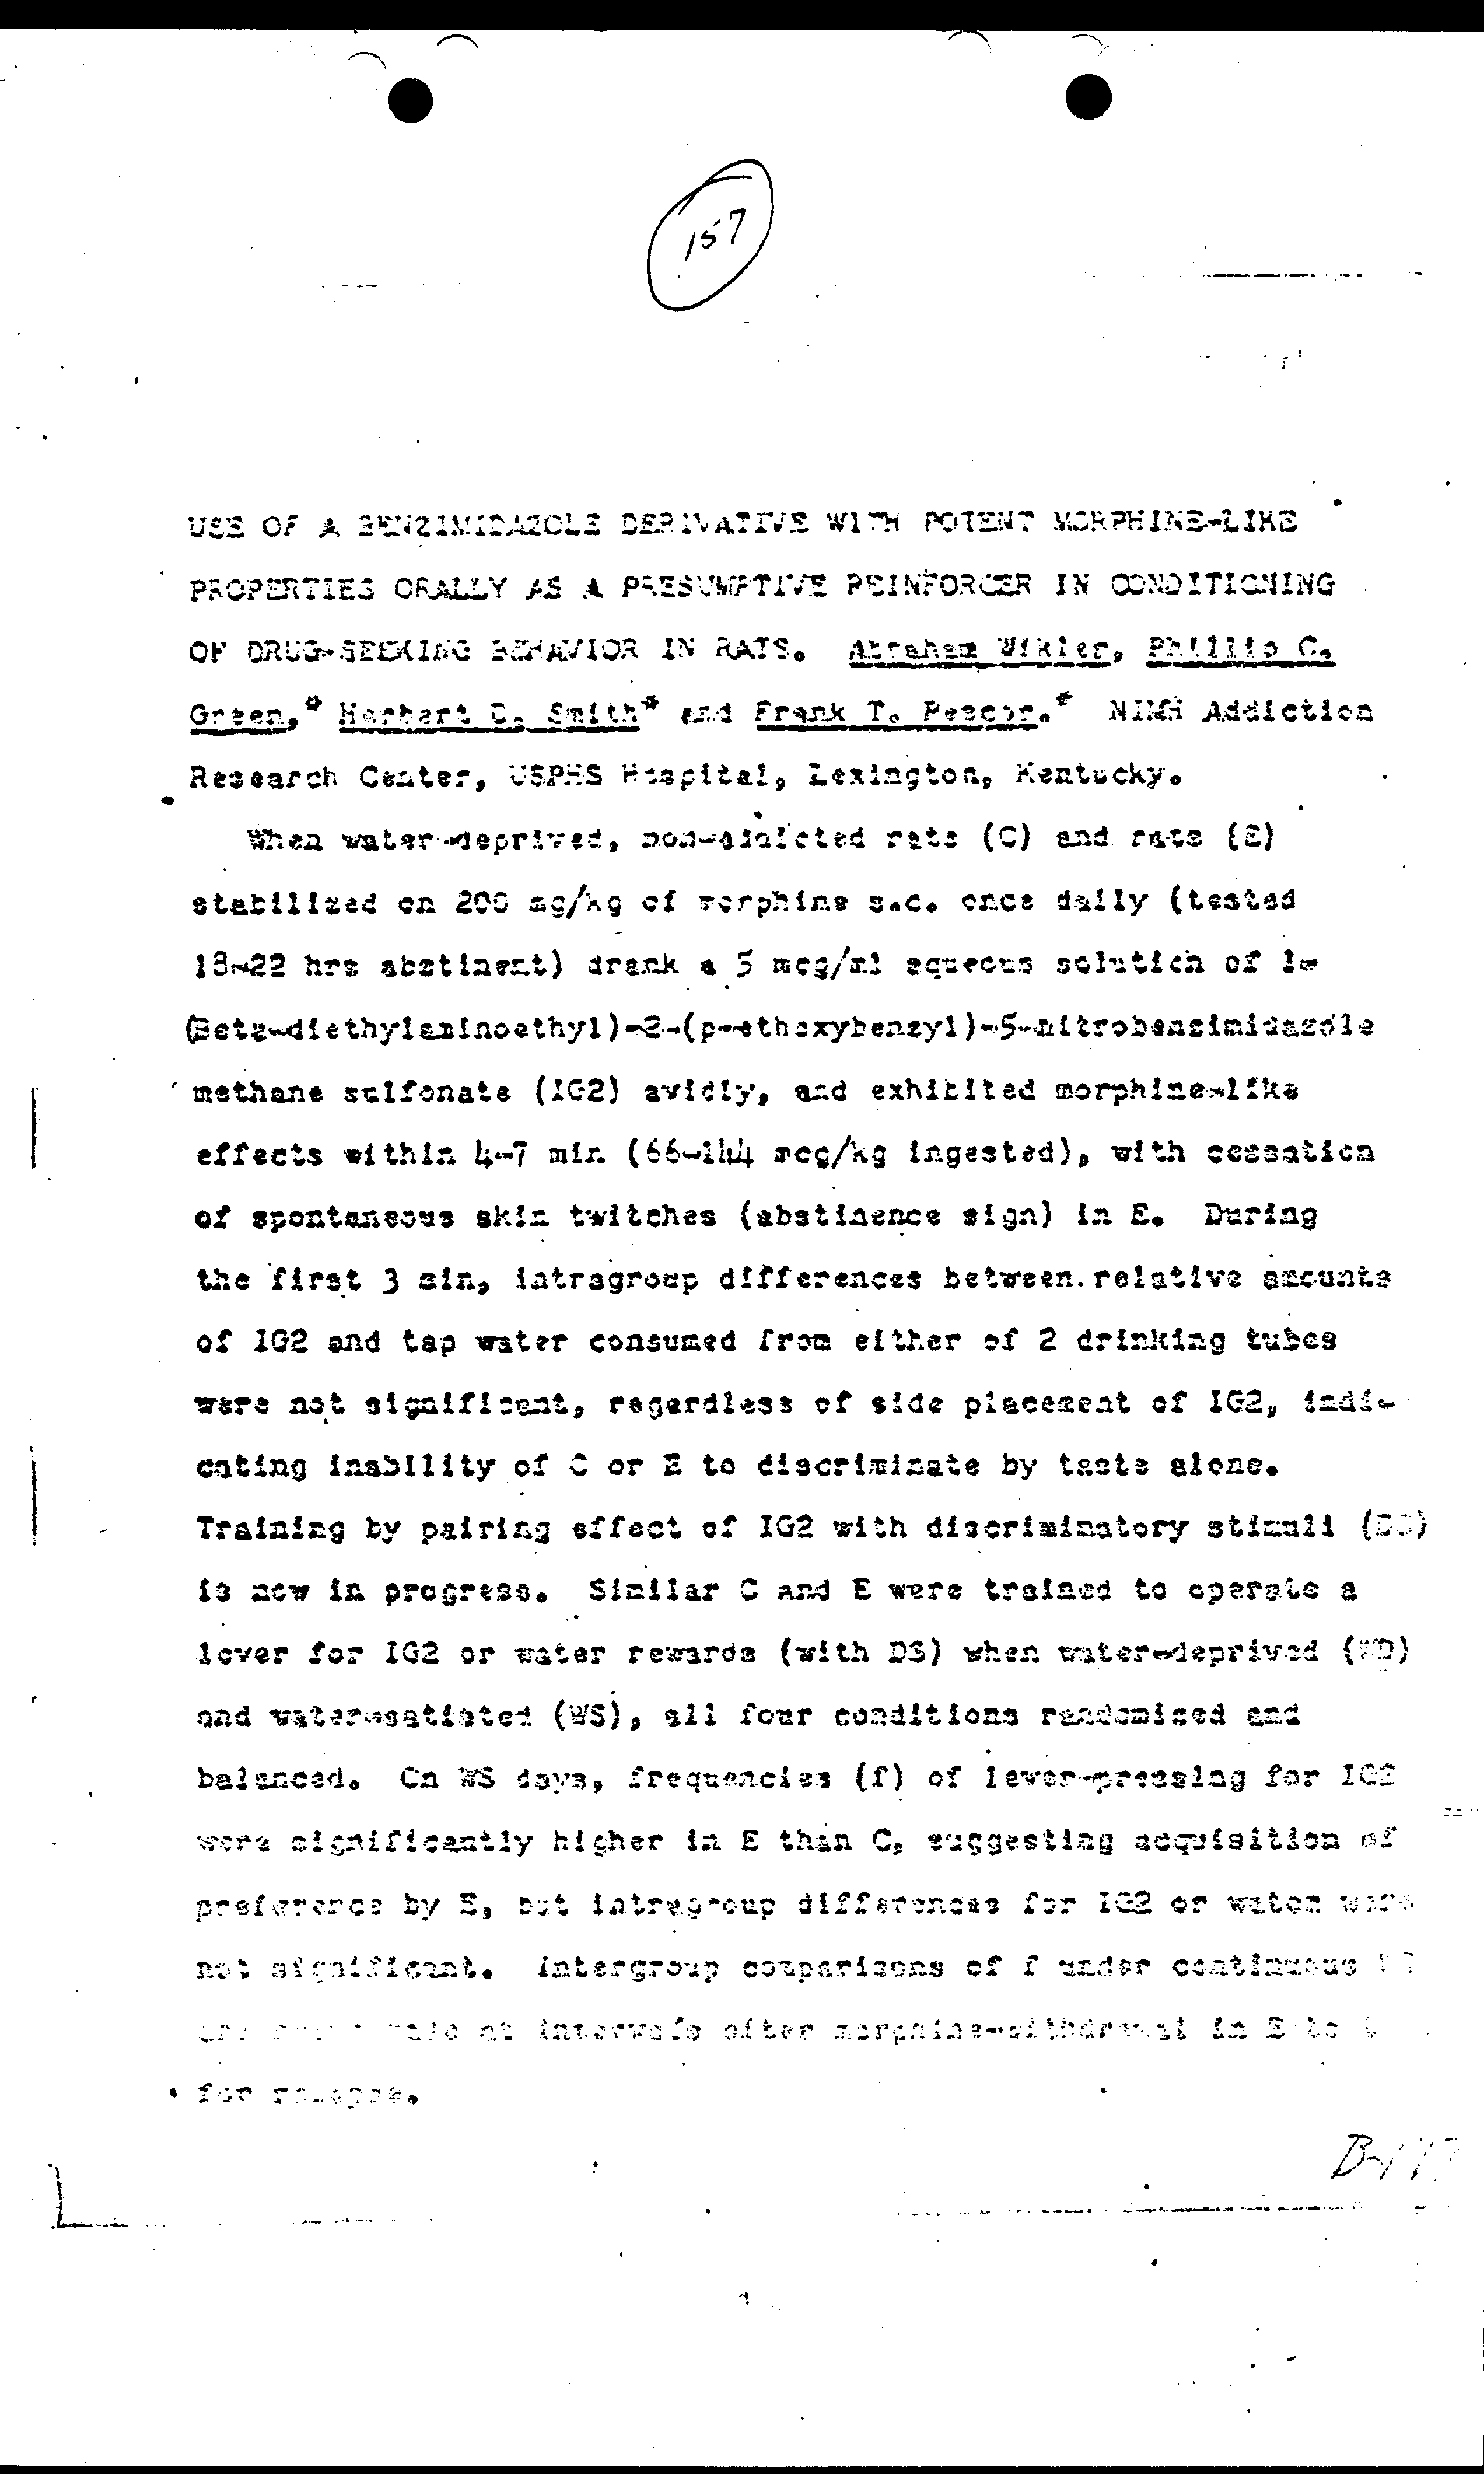 157
USE OF A BENZIMIDAZOLE DERIVATIVE WITH POTENT MORPHINE-LIKE
PROPERTIES ORALLY AS A PRESUMPTIVE REINFORCER IN CONDITIONING
OF DRUG-SEEKING BEHAVIOR IN RATS. Abraham Wikler, Phillip C.
Green,* Herbert D. Smith* and Frank T. Pescor.* NIMH Addiction
Research Center, USPHS Hospital, Lexington, Kentucky.
When water-deprived, non-addicted rats (C) and rats (E)
stabilized on 200 mg/kg of morphine s.c. once daily (tested
18-22 hrs abstinent) drank a 5 mcg/ml aqueous solution of 1-
(Beta-diethylaminoethyl)-2-(p-ethoxybenzyl)-5-nitrobenzimidazole
methane sulfonate (IG2) avidly, and exhibited morphine-like
effects within 4-7 min (66-144 mcg/kg ingested), with cessation
of spontaneous skin twitches (abstinence sign) in E. During
the first 3 min, intragroup differences between relative amounts
of IG2 and tap water consumed from either of 2 drinking tubes
were not significant, regardless of side placement of IG2, indi-
cating inability of C or E to discriminate by taste alone.
Training by pairing effect of IG2 with discriminatory stimuli (DS)
is now in progress. Similar C and E were trained to operate a
lever for IG2 or water rewards (with DS) when water-deprived (WD)
and water-satiated (WS), all four conditions randomized and
balanced. On WS days, frequencies (f) of lever-pressing for IG2
were significantly higher in E than C, suggesting acquisition of
preference by E, but intragroup differences for IG2 or water were
not significant. Intergroup comparisons of f under continuous
at intervals after morphine-withdrawal in E to
for relapse.